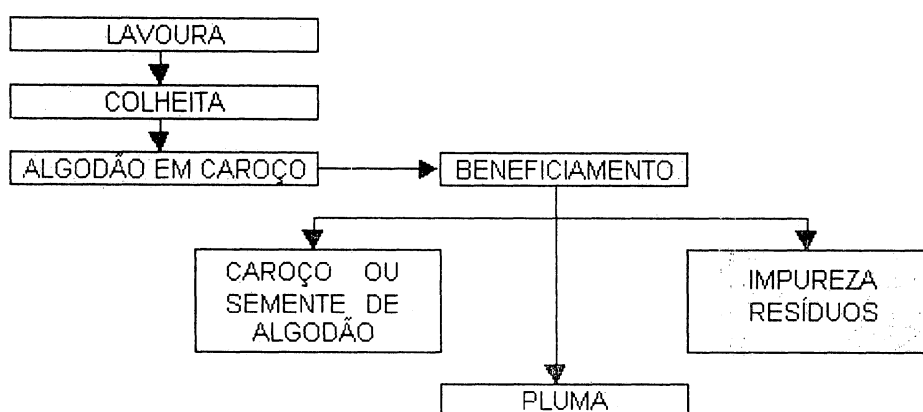 LAVOURA
COLHEITA
ALGODÃO EM CAROÇO
BENEFICIAMENTO
CAROÇO OU
SEMENTE DE
ALGODÃO
IMPUREZA
RESÍDUOS
PLUMA